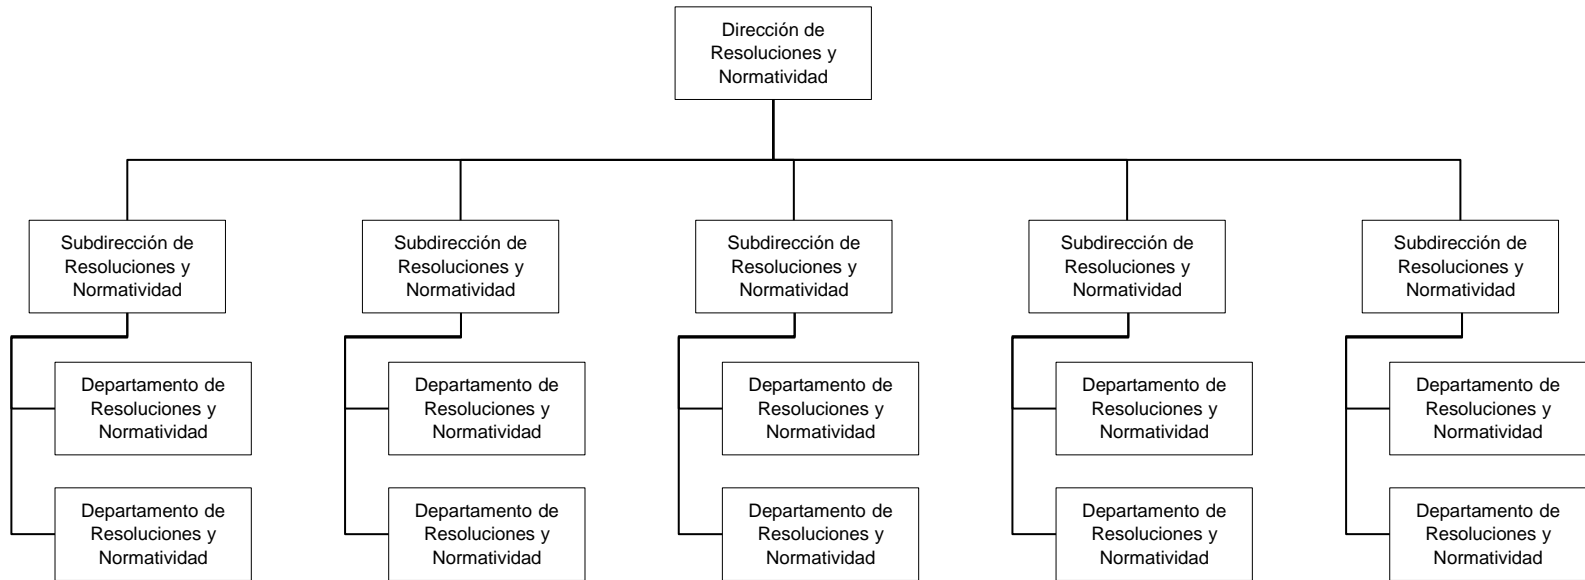 Dirección de
Resoluciones y
Normatividad
Subdirección de
Resoluciones y
Normatividad
Subdirección de
Resoluciones y
Normatividad
Subdirección de
Resoluciones y
Normatividad
Subdirección de
Resoluciones y
Normatividad
Subdirección de
Resoluciones y
Normatividad
Departamento de
Resoluciones y
Normatividad
Departamento de
Resoluciones y
Normatividad
Departamento de
Resoluciones y
Normatividad
Departamento de
Resoluciones y
Normatividad
Departamento de
Resoluciones y
Normatividad
Departamento de
Resoluciones y
Normatividad
Departamento de
Resoluciones y
Normatividad
Departamento de
Resoluciones y
Normatividad
Departamento de
Resoluciones y
Normatividad
Departamento de
Resoluciones y
Normatividad